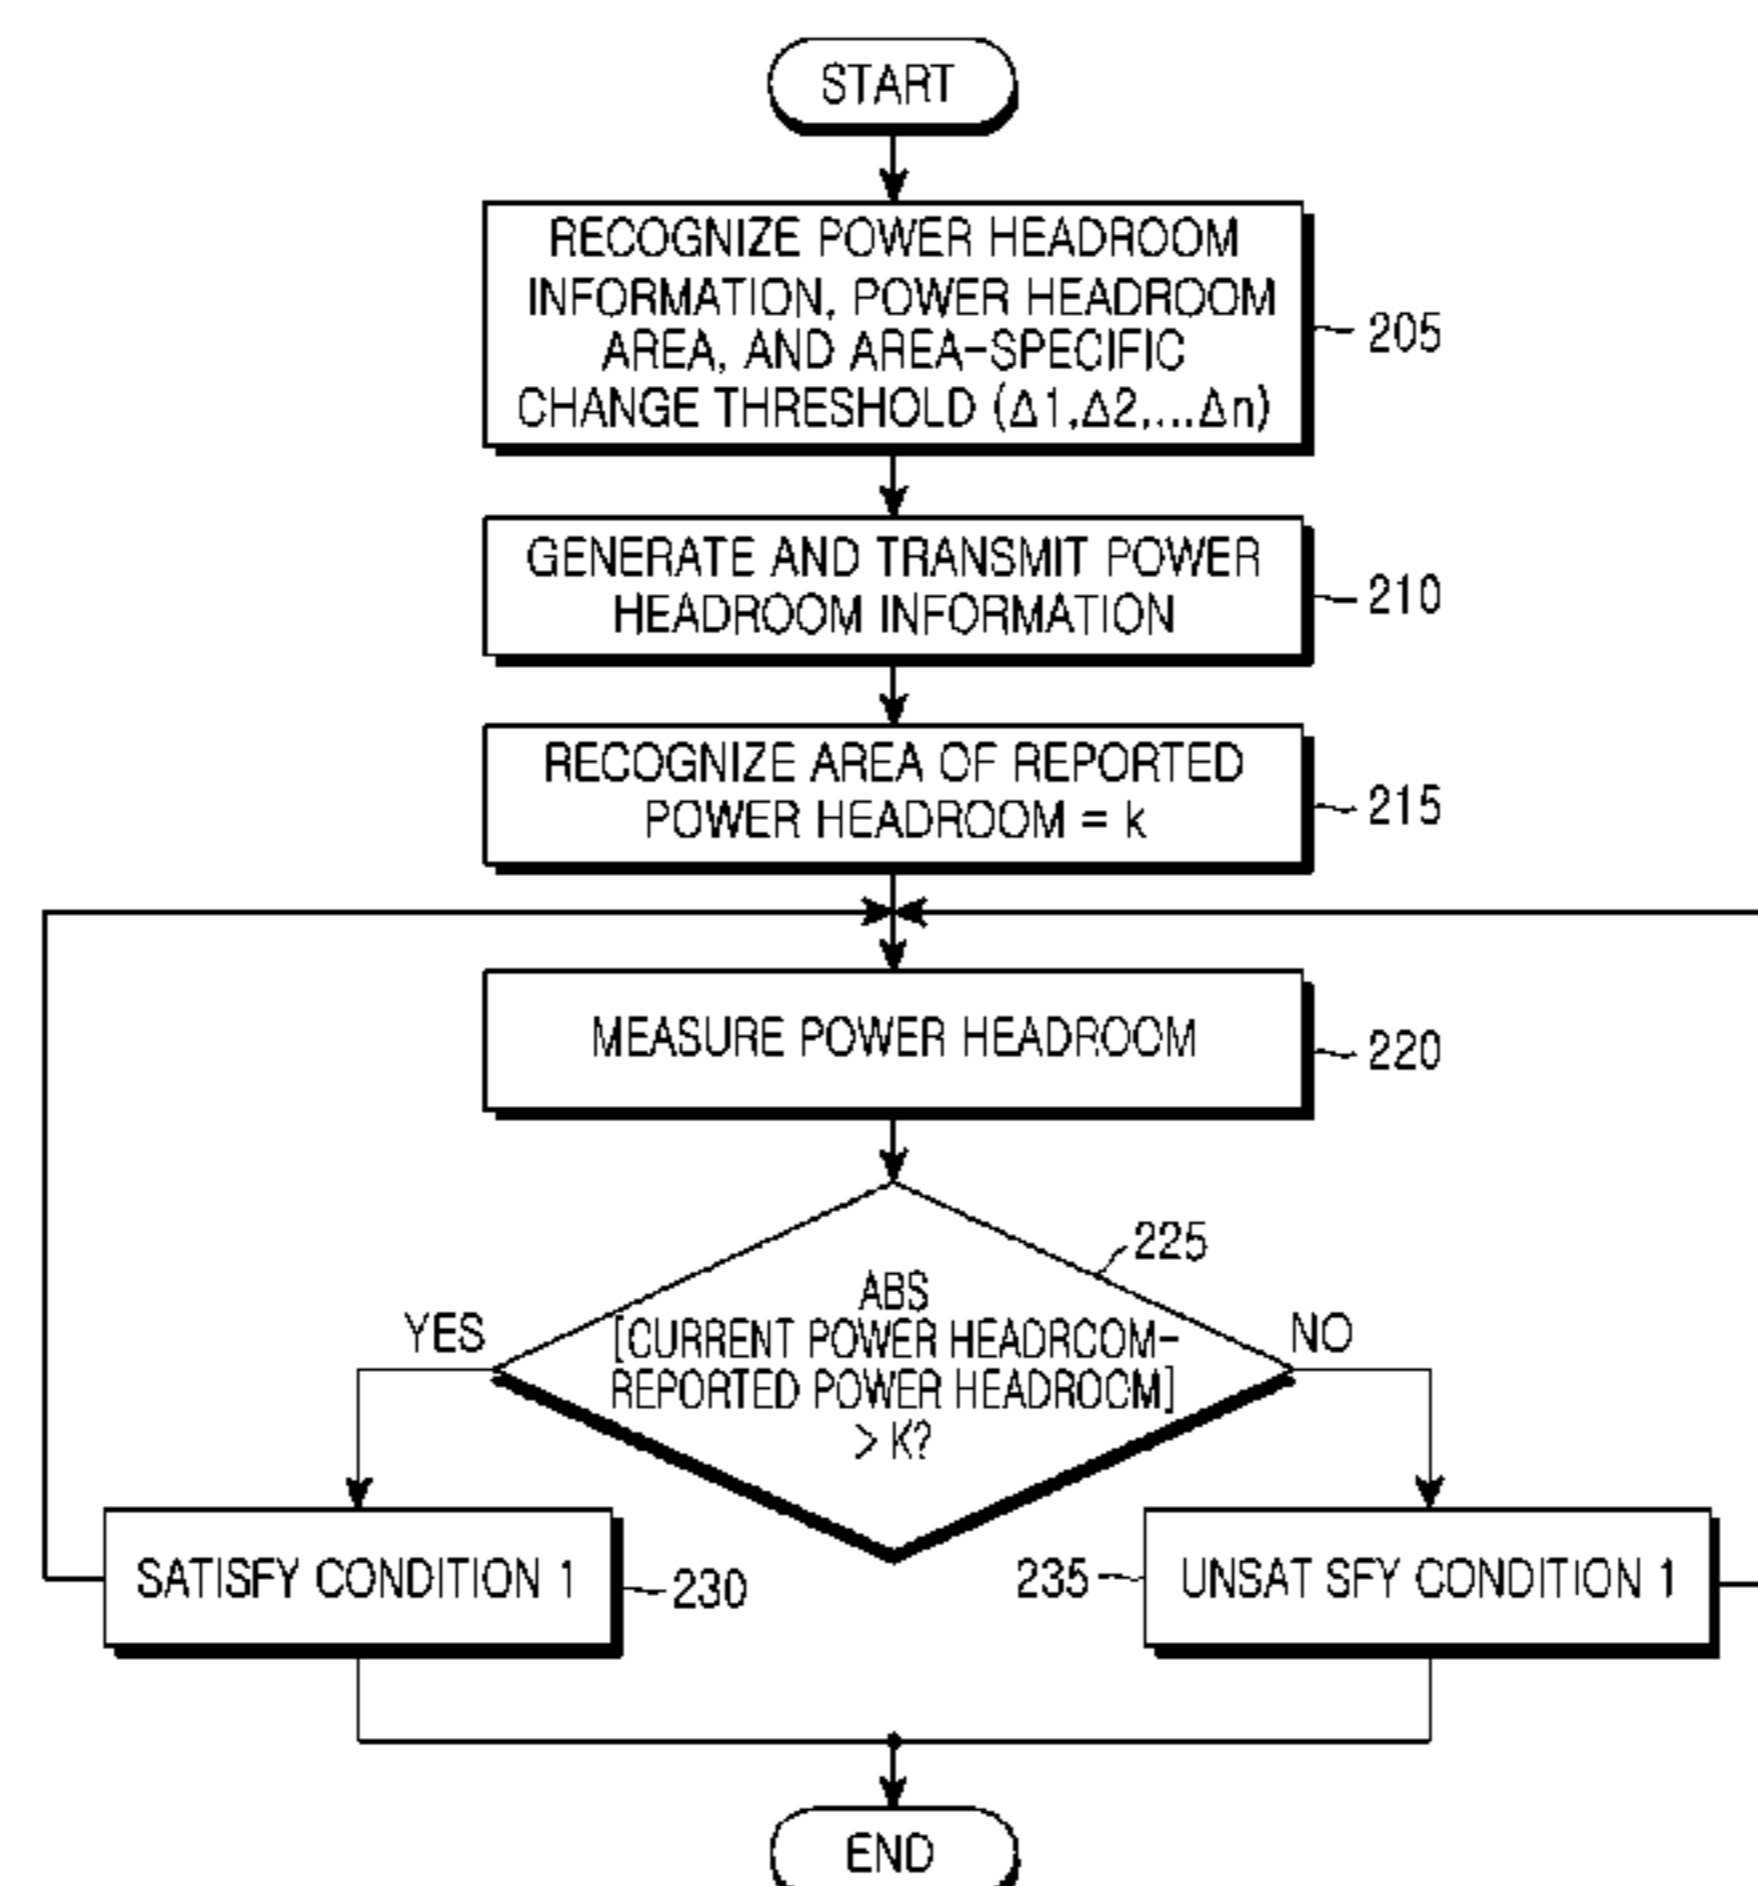 START
RECOGNIZE POWER HEADROOM
INFORMATION, POWER HEADROOM
AREA, AND AREA-SPECIFIC
CHANGE THRESHOLD (Δ1,Δ2,...Δn)
205
GENERATE AND TRANSMIT POWER
HEADROOM INFORMATION
210
RECOGNIZE AREA OF REPORTED
POWER HEADROOM = k
215
MEASURE POWER HEADROOM
220
225
ABS
[CURRENT POWER HEADRCOM-
REPORTED POWER HEADROCM]
> K?
YES
NO
SATISFY CONDITION 1
230
235
UNSAT SFY CONDITION 1
END